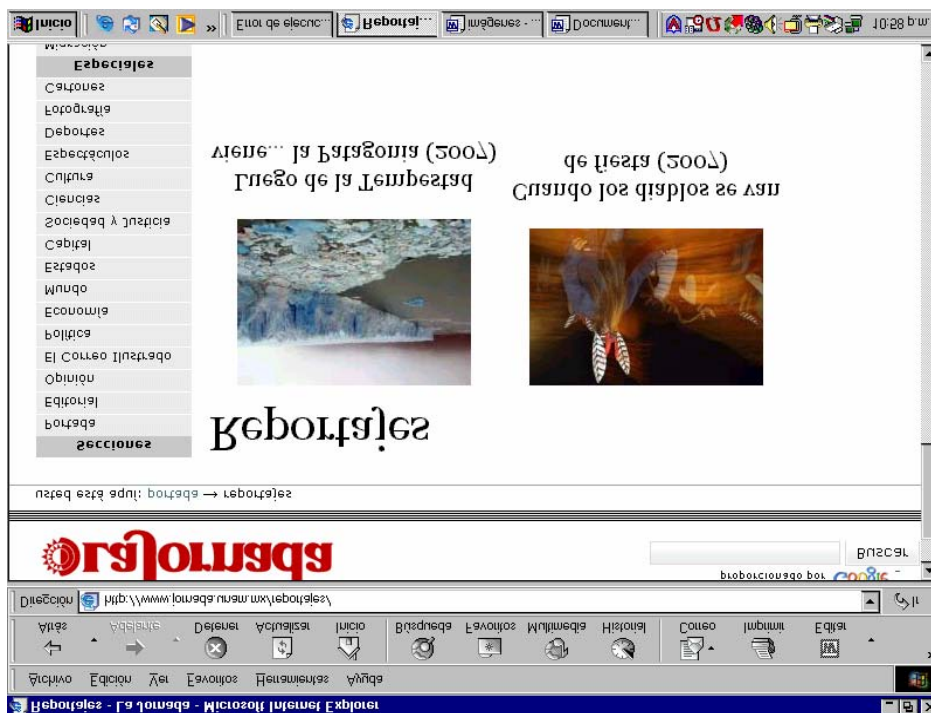 Reportajes - La Jornada - Microsoft Internet Explorer
Archivo Edición Ver Favoritos Herramientas Ayuda
Atrás Adelante Detener Actualizar Inicio Búsqueda Favoritos Multimedia Historial Correo Imprimir Editar
Dirección http://www.jornada.unam.mx/reportajes/ Ir
proporcionado por Google
La Jornada
Buscar
usted está aquí: portada → reportajes
Secciones
Portada
Editorial
Opinión
El Correo Ilustrado
Política
Economía
Mundo
Estados
Capital
Sociedad y Justicia
Ciencias
Cultura
Espectáculos
Deportes
Fotografía
Cartones
Especiales
Migración
Reportajes
Luego de la Tempestad
viene... la Patagonia (2007)
Cuando los diablos se van
de fiesta (2007)
Inicio » Error de ejecuc... Reportaj... imágenes - ... Document... 10:58 p.m.